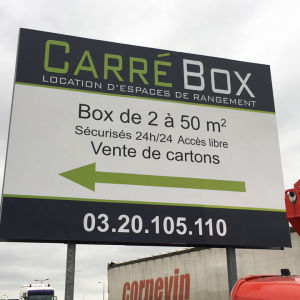 CARRÉ BOX
LOCATION D'ESPACES DE RANGEMENT
Box de 2 à 50 m²
Sécurisés 24h/24 Accès libre
Vente de cartons
03.20.105.110
cornevin